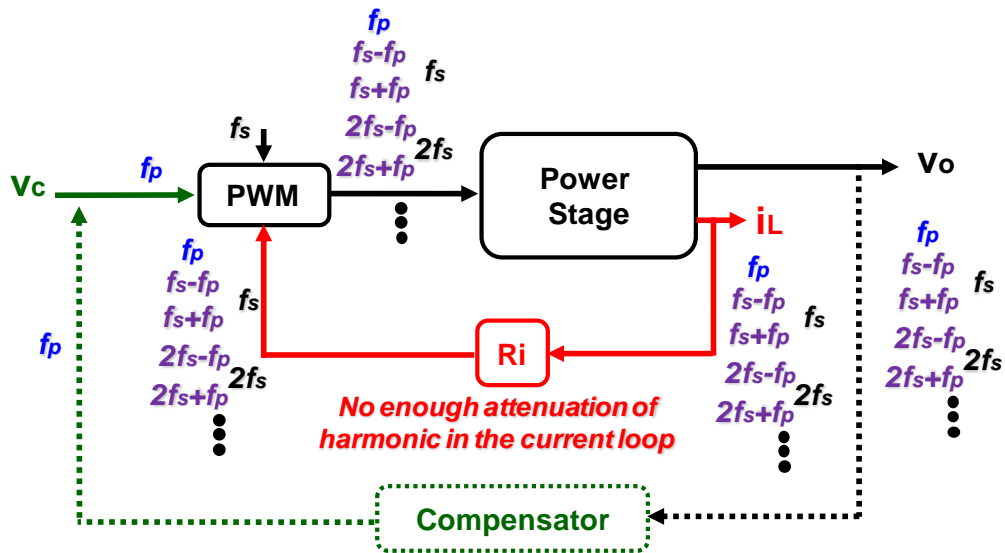 fp
fs-fp
fs
fs+fp
2fs-fp
2fs
2fs+fp
fs
vc
fp
PWM
Power
Stage
vo
iL
fp
fs-fp
fs
fs+fp
2fs-fp
2fs
2fs+fp
fp
fs-fp
fs
fs+fp
2fs-fp
2fs
2fs+fp
fp
fs-fp
fs
fs+fp
2fs-fp
2fs
2fs+fp
fp
Ri
No enough attenuation of
harmonic in the current loop
Compensator